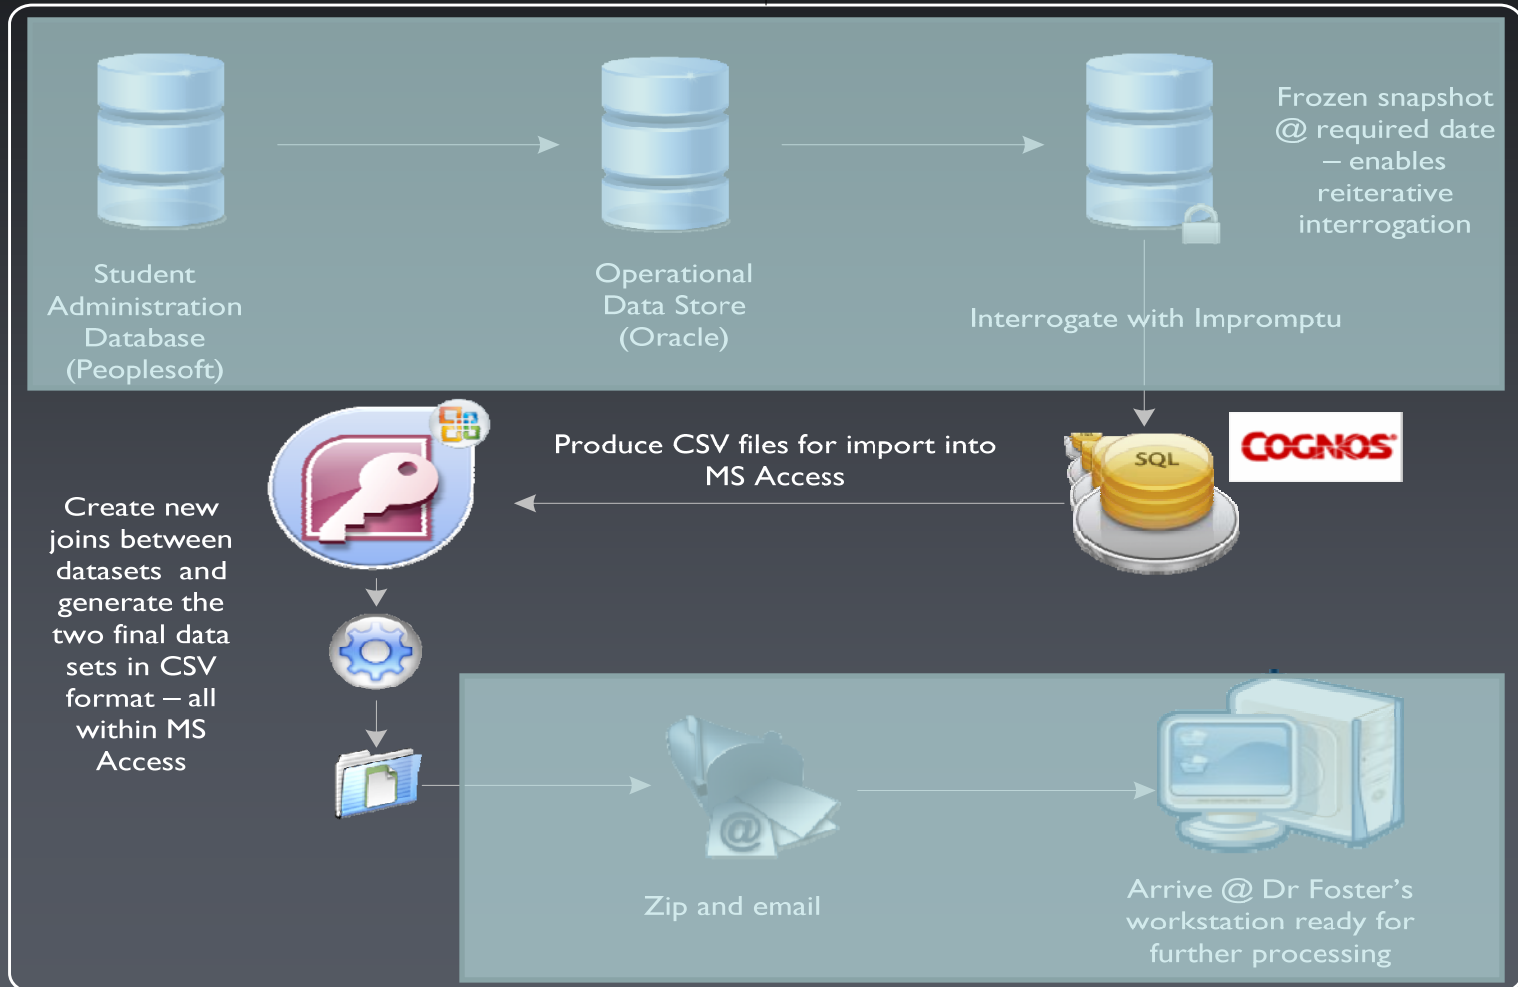 Student
Administration
Database
(Peoplesoft)
Operational
Data Store
(Oracle)
Frozen snapshot
@ required date
– enables
reiterative
interrogation
Interrogate with Impromptu
SQL
COGNOS
Produce CSV files for import into
MS Access
Create new
joins between
datasets and
generate the
two final data
sets in CSV
format – all
within MS
Access
@
Zip and email
Arrive @ Dr Foster’s
workstation ready for
further processing